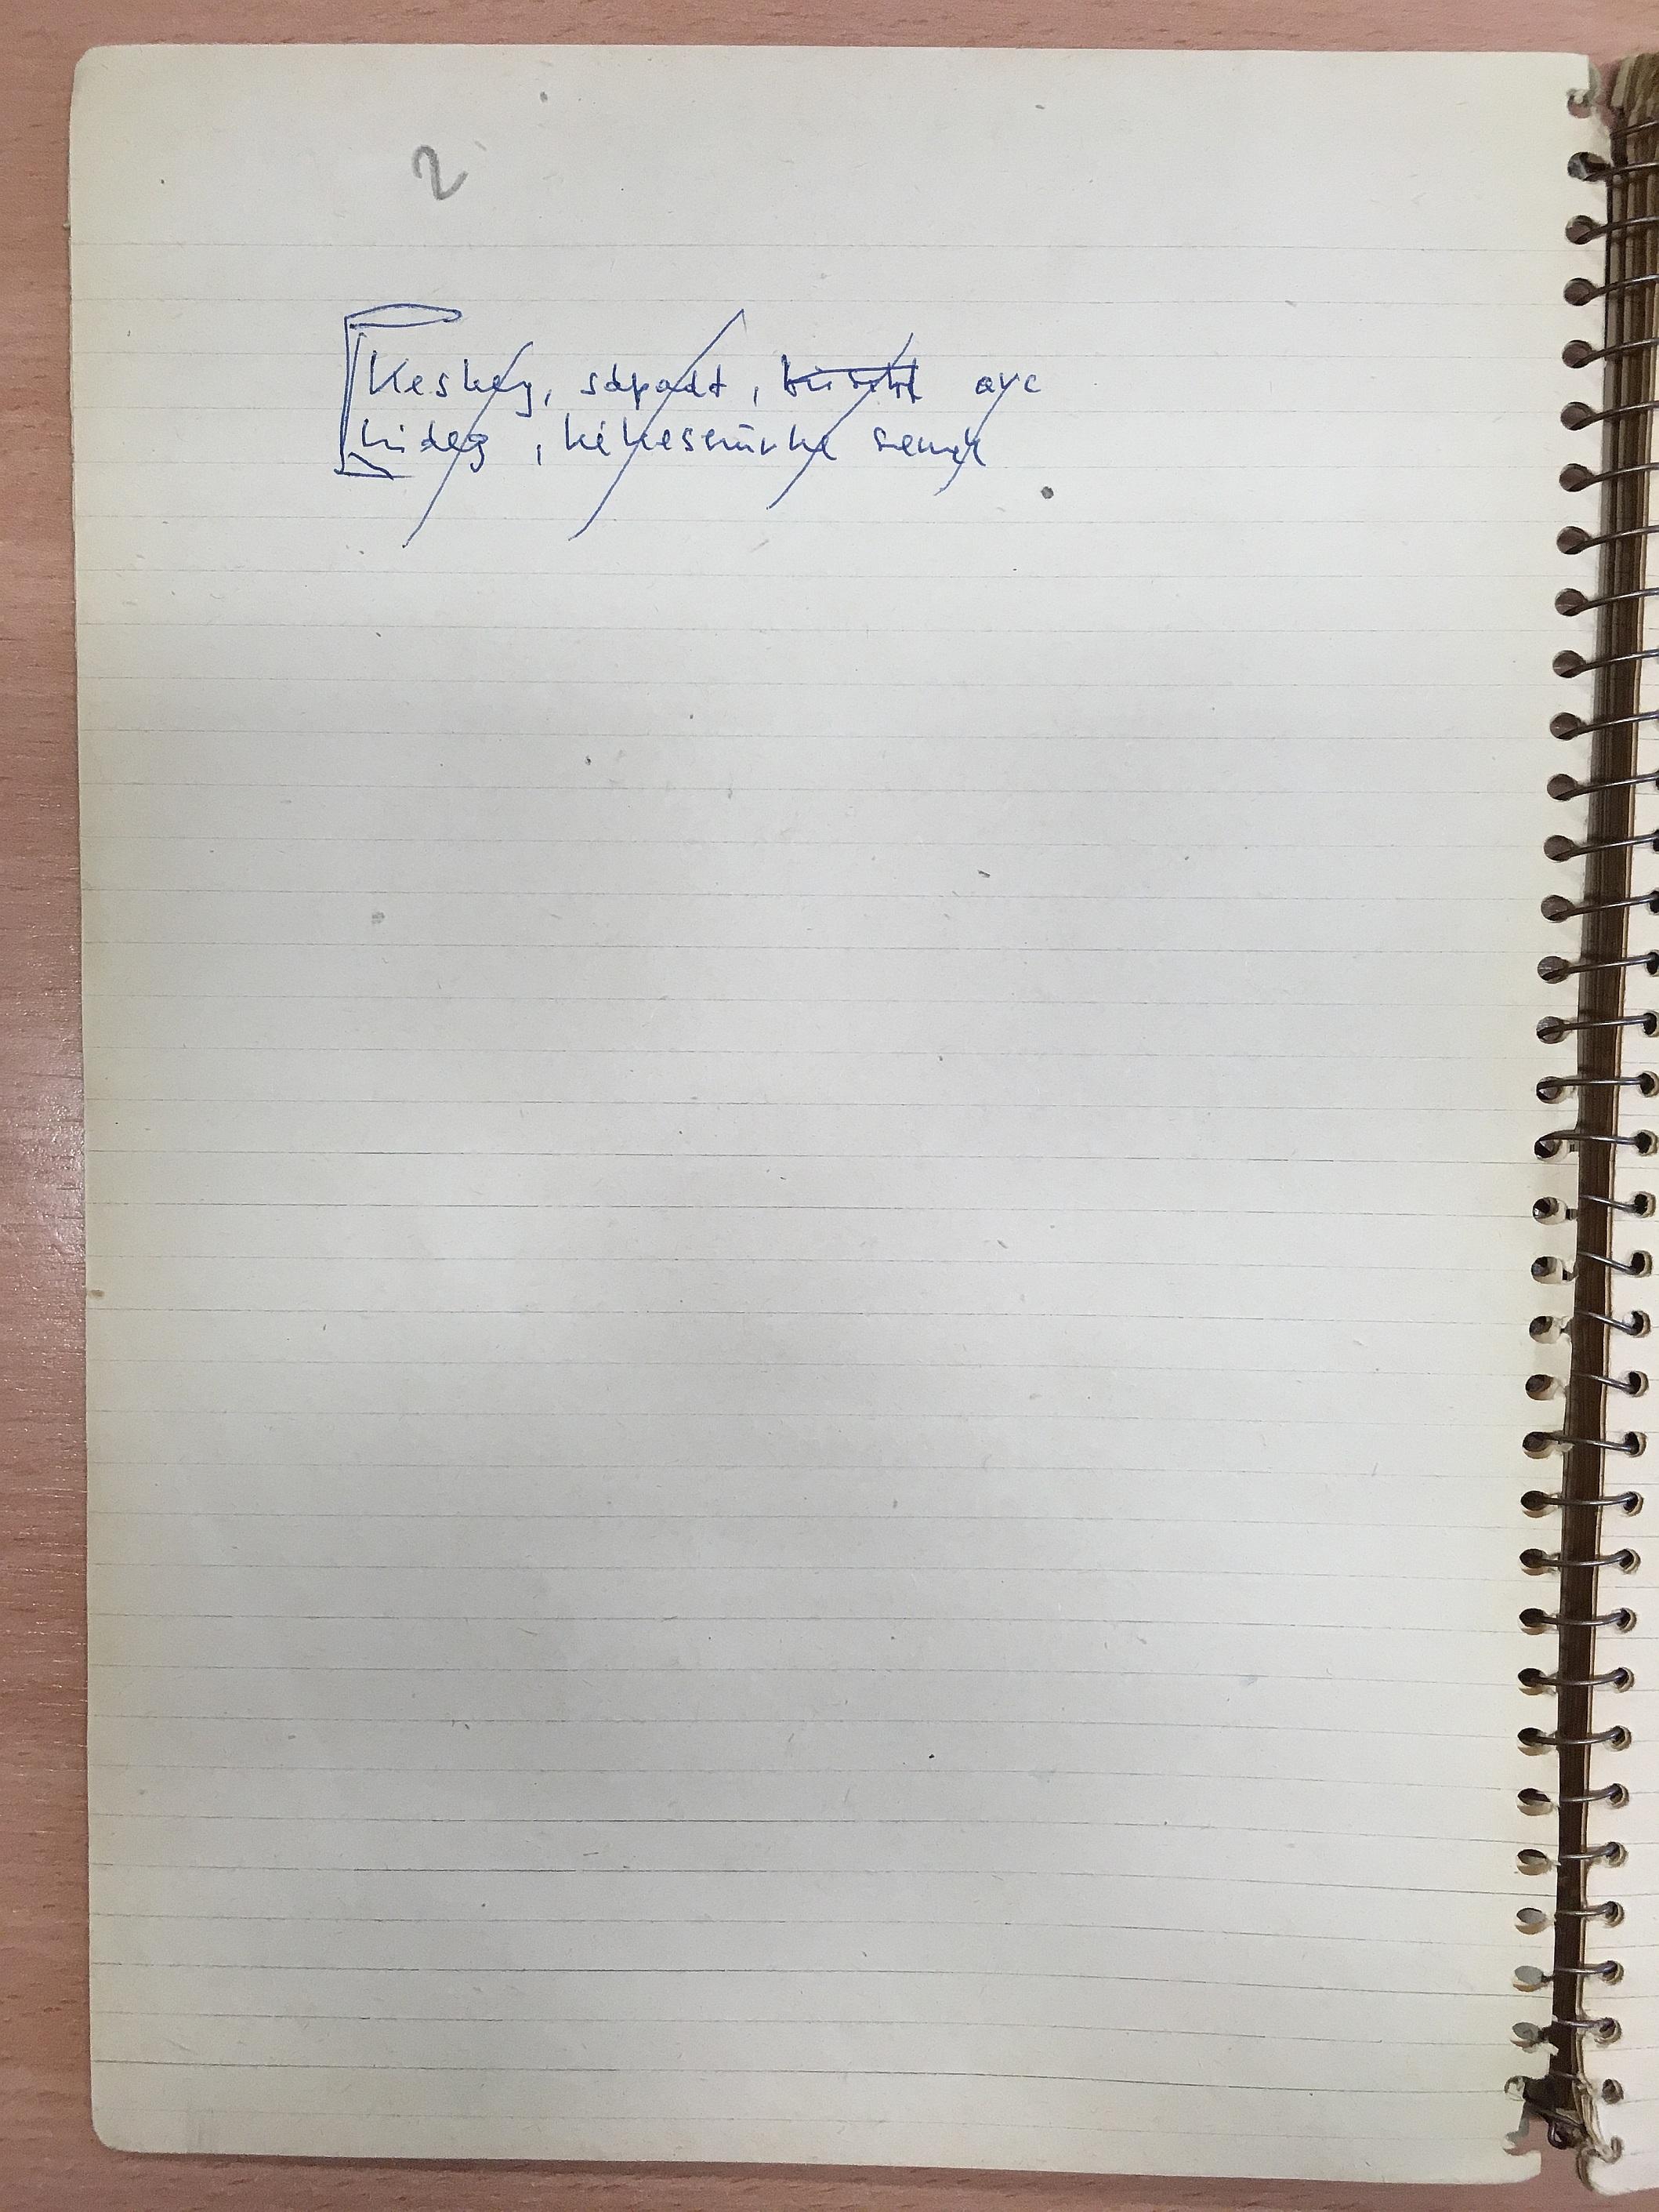 2
Keskeny, sápadt, arc
hideg, kékesszürke szemek